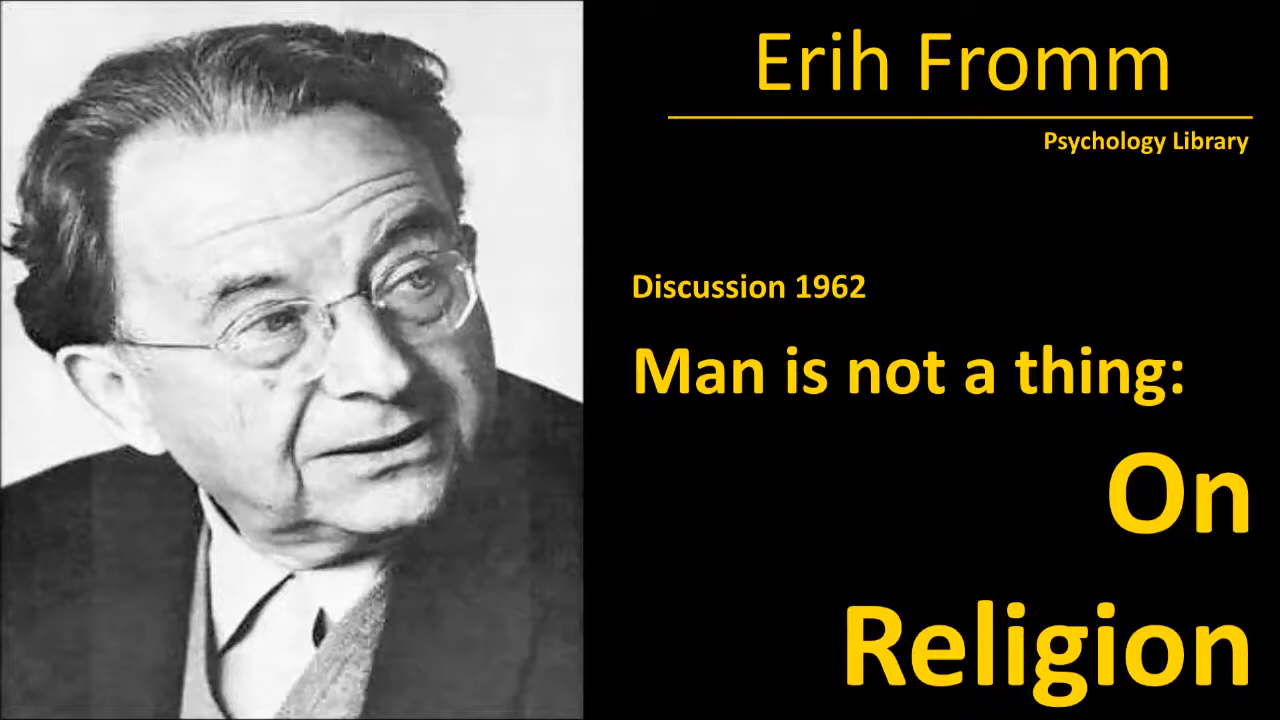 Erih Fromm
Psychology Library
Discussion 1962
Man is not a thing:
On
Religion